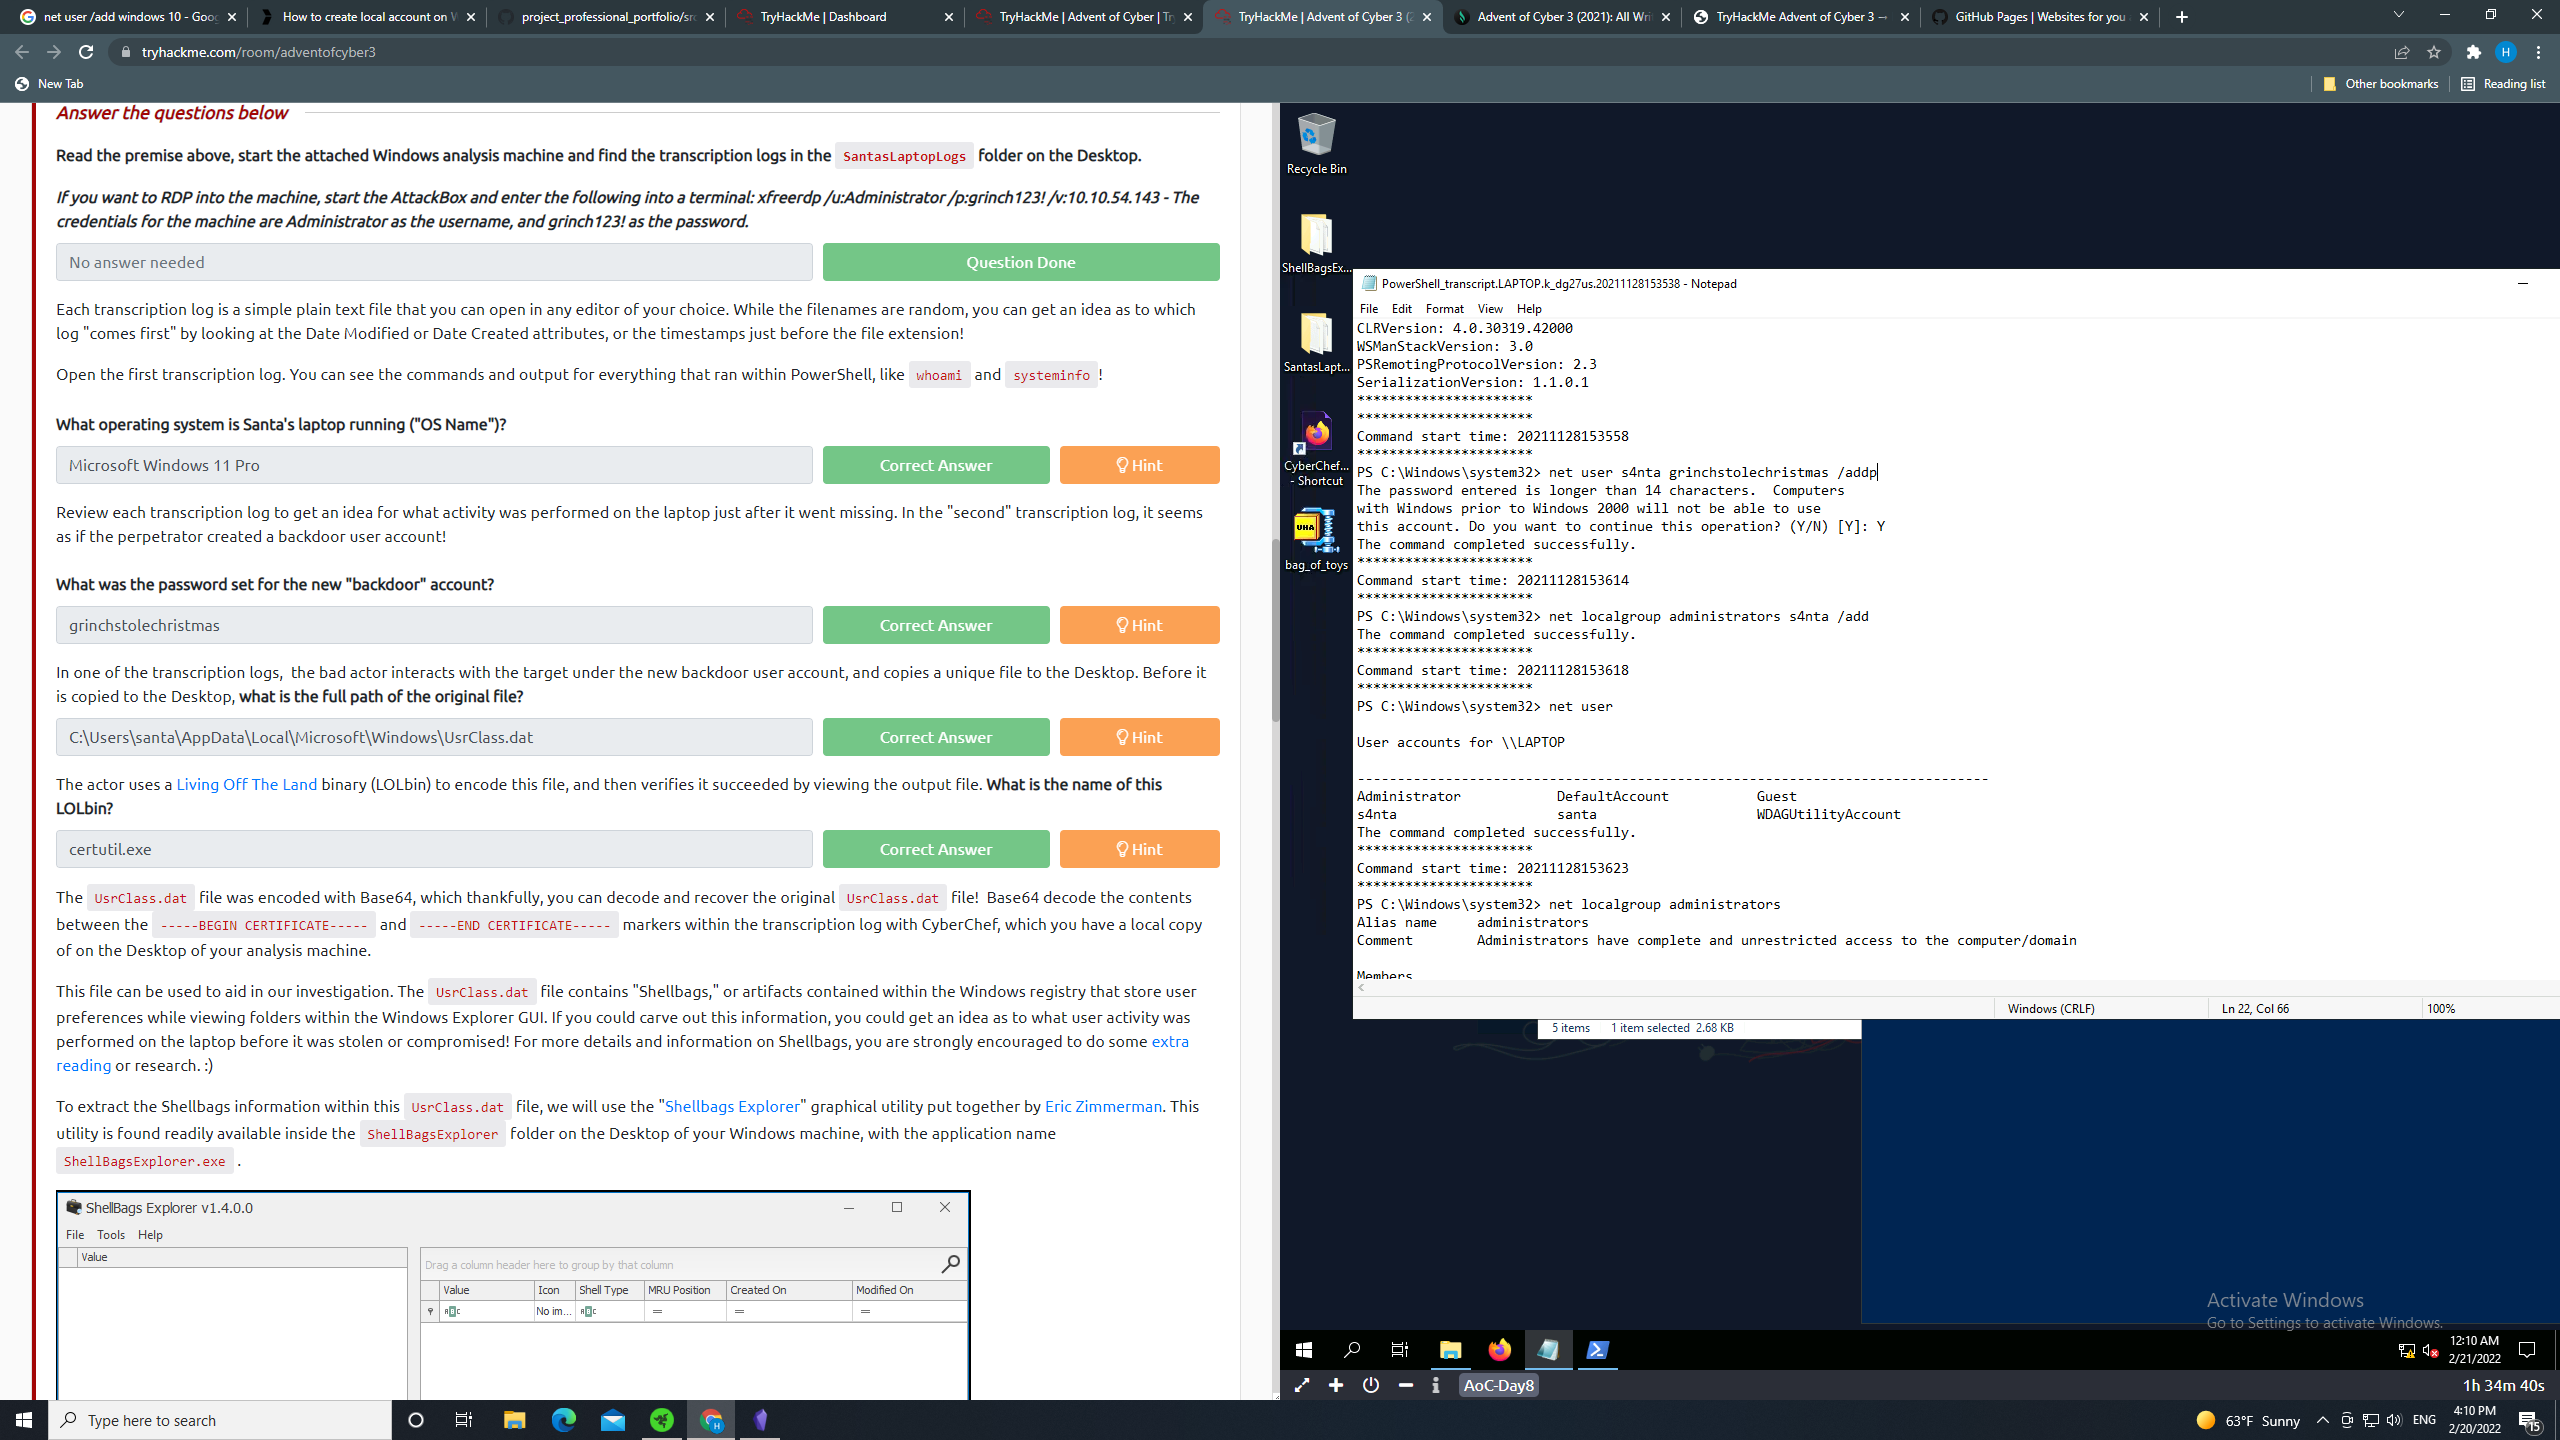 net user /add windows 10 - Goo
How to create local account on W
project_professional_portfolio/src
TryHackMe | Dashboard
TryHackMe | Advent of Cyber | Tr
TryHackMe | Advent of Cyber 3 (2
Advent of Cyber 3 (2021): All Wri
TryHackMe Advent of Cyber 3 →
GitHub Pages | Websites for you
tryhackme.com/room/adventofcyber3
H
New Tab
Other bookmarks
Reading list
Answer the questions below
Read the premise above, start the attached Windows analysis machine and find the transcription logs in the SantasLaptopLogs folder on the Desktop.
If you want to RDP into the machine, start the AttackBox and enter the following into a terminal: xfreerdp /u:Administrator /p:grinch123! /v:10.10.54.143 - The
credentials for the machine are Administrator as the username, and grinch123! as the password.
No answer needed
Question Done
Each transcription log is a simple plain text file that you can open in any editor of your choice. While the filenames are random, you can get an idea as to which
log "comes first" by looking at the Date Modified or Date Created attributes, or the timestamps just before the file extension!
Open the first transcription log. You can see the commands and output for everything that ran within PowerShell, like whoami and systeminfo!
What operating system is Santa's laptop running ("OS Name")?
Microsoft Windows 11 Pro
Correct Answer
Hint
Review each transcription log to get an idea for what activity was performed on the laptop just after it went missing. In the "second" transcription log, it seems
as if the perpetrator created a backdoor user account!
What was the password set for the new "backdoor" account?
grinchstolechristmas
Correct Answer
Hint
In one of the transcription logs,  the bad actor interacts with the target under the new backdoor user account, and copies a unique file to the Desktop. Before it
is copied to the Desktop, what is the full path of the original file?
C:\Users\santa\AppData\Local\Microsoft\Windows\UsrClass.dat
Correct Answer
Hint
The actor uses a Living Off The Land binary (LOLbin) to encode this file, and then verifies it succeeded by viewing the output file. What is the name of this
LOLbin?
certutil.exe
Correct Answer
Hint
The UsrClass.dat file was encoded with Base64, which thankfully, you can decode and recover the original UsrClass.dat file!  Base64 decode the contents
between the -----BEGIN CERTIFICATE----- and -----END CERTIFICATE----- markers within the transcription log with CyberChef, which you have a local copy
of on the Desktop of your analysis machine.
This file can be used to aid in our investigation. The UsrClass.dat file contains "Shellbags," or artifacts contained within the Windows registry that store user
preferences while viewing folders within the Windows Explorer GUI. If you could carve out this information, you could get an idea as to what user activity was
performed on the laptop before it was stolen or compromised! For more details and information on Shellbags, you are strongly encouraged to do some extra
reading or research. :)
To extract the Shellbags information within this UsrClass.dat file, we will use the "Shellbags Explorer" graphical utility put together by Eric Zimmerman. This
utility is found readily available inside the ShellBagsExplorer folder on the Desktop of your Windows machine, with the application name
ShellBagsExplorer.exe .
ShellBags Explorer v1.4.0.0
File Tools Help
Value
Drag a column header here to group by that column
Value Icon Shell Type MRU Position Created On Modified On
No im... = = =
Recycle Bin
ShellBagsEx...
SantasLapt...
CyberChef...
- Shortcut
UHA
bag_of_toys
PowerShell_transcript.LAPTOP.k_dg27us.20211128153538 - Notepad
File Edit Format View Help
CLRVersion: 4.0.30319.42000
WSManStackVersion: 3.0
PSRemotingProtocolVersion: 2.3
SerializationVersion: 1.1.0.1
**********************
**********************
Command start time: 20211128153558
**********************
PS C:\Windows\system32> net user s4nta grinchstolechristmas /addp
The password entered is longer than 14 characters.  Computers
with Windows prior to Windows 2000 will not be able to use
this account. Do you want to continue this operation? (Y/N) [Y]: Y
The command completed successfully.
**********************
Command start time: 20211128153614
**********************
PS C:\Windows\system32> net localgroup administrators s4nta /add
The command completed successfully.
**********************
Command start time: 20211128153618
**********************
PS C:\Windows\system32> net user
User accounts for \\LAPTOP
-------------------------------------------------------------------------------
Administrator DefaultAccount Guest
s4nta santa WDAGUtilityAccount
The command completed successfully.
**********************
Command start time: 20211128153623
**********************
PS C:\Windows\system32> net localgroup administrators
Alias name administrators
Comment Administrators have complete and unrestricted access to the computer/domain
Members
Windows (CRLF) Ln 22, Col 66 100%
5 items 1 item selected 2.68 KB
Activate Windows
Go to Settings to activate Windows.
12:10 AM
2/21/2022
AoC-Day8
1h 34m 40s
Type here to search
63°F Sunny
ENG
4:10 PM
2/20/2022
15